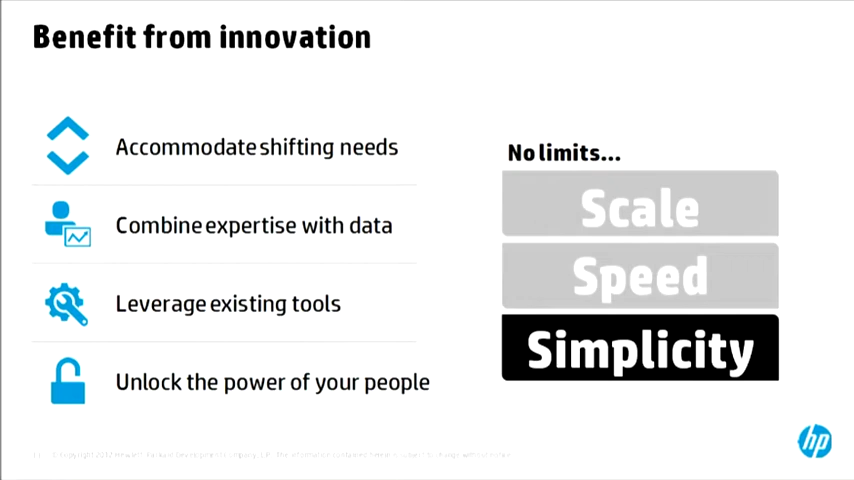 Benefit from innovation
Accommodate shifting needs
Combine expertise with data
Leverage existing tools
Unlock the power of your people
No limits...
Scale
Speed
Simplicity
hp